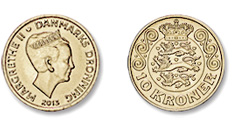 MARGRETHE II · DANMARKS DRONNING
2013
10 KRONER